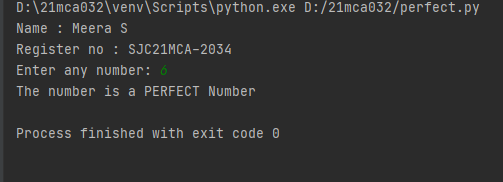 D:\21mca032\venv\Scripts\python.exe D:/21mca032/perfect.py
Name : Meera S
Register no : SJC21MCA-2034
Enter any number: 6
The number is a PERFECT Number
Process finished with exit code 0